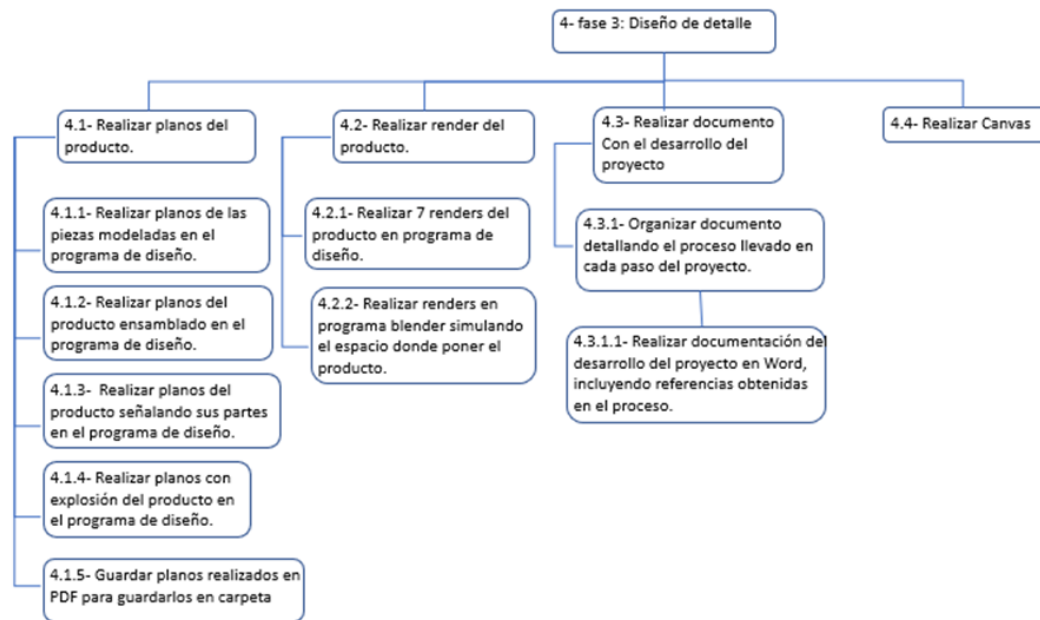 4- fase 3: Diseño de detalle
4.1- Realizar planos del
producto.
4.2- Realizar render del
producto.
4.3- Realizar documento
Con el desarrollo del
proyecto
4.4- Realizar Canvas
4.1.1- Realizar planos de las
piezas modeladas en el
programa de diseño.
4.1.2- Realizar planos del
producto ensamblado en el
programa de diseño.
4.1.3- Realizar planos del
producto señalando sus partes
en el programa de diseño.
4.1.4- Realizar planos con
explosión del producto en
el programa de diseño.
4.1.5- Guardar planos realizados en
PDF para guardarlos en carpeta
4.2.1- Realizar 7 renders del
producto en programa de
diseño.
4.2.2- Realizar renders en
programa blender simulando
el espacio donde poner el
producto.
4.3.1- Organizar documento
detallando el proceso llevado en
cada paso del proyecto.
4.3.1.1- Realizar documentación del
desarrollo del proyecto en Word,
incluyendo referencias obtenidas
en el proceso.